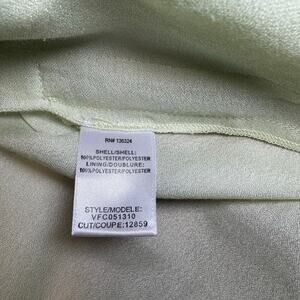 RN# 136324
SHELL/SHELL:
100%POLYESTER/POLYESTER
LINING/DOUBLURE:
100%POLYESTER/POLYESTER
STYLE/MODELE:
VFC051310
CUT/COUPE:12859